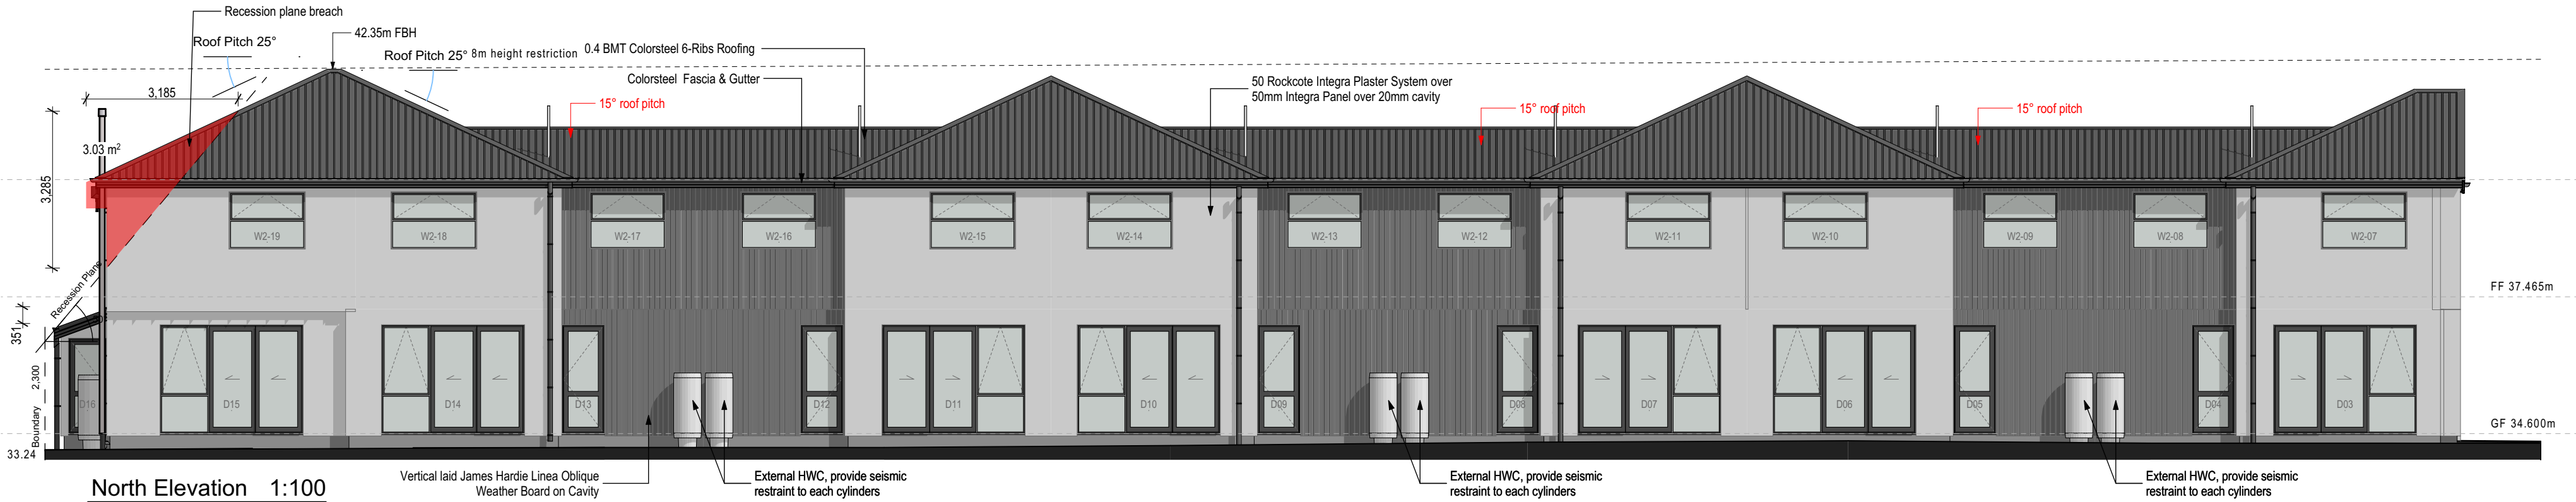 Recession plane breach
Roof Pitch 25°
42.35m FBH
Roof Pitch 25°
8m height restriction
0.4 BMT Colorsteel 6-Ribs Roofing
Colorsteel Fascia & Gutter
50 Rockcote Integra Plaster System over
50mm Integra Panel over 20mm cavity
3,185
15° roof pitch
15° roof pitch
15° roof pitch
3.03 m²
3,285
W2-19
W2-18
W2-17
W2-16
W2-15
W2-14
W2-13
W2-12
W2-11
W2-10
W2-09
W2-08
W2-07
Recession Plane
FF 37.465m
351
2,300
Boundary
D16
D15
D14
D13
D12
D11
D10
D09
D08
D07
D06
D05
D04
D03
GF 34.600m
33.24
North Elevation 1:100
Vertical laid James Hardie Linea Oblique
Weather Board on Cavity
External HWC, provide seismic
restraint to each cylinders
External HWC, provide seismic
restraint to each cylinders
External HWC, provide seismic
restraint to each cylinders